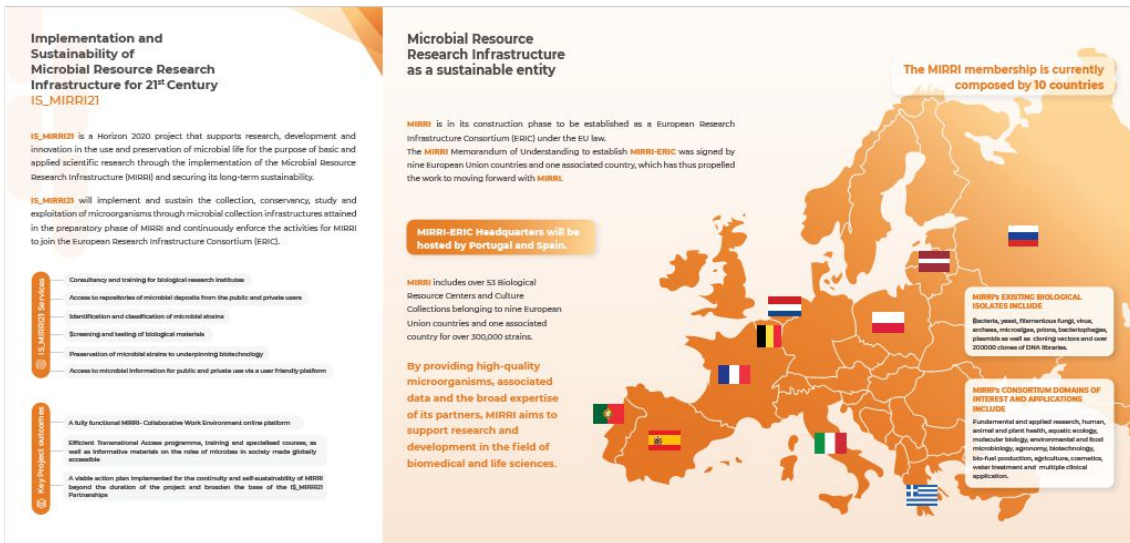 Implementation and
Sustainability of
Microbial Resource Research
Infrastructure for 21st Century
IS_MIRRI21
IS_MIRRI21 is a Horizon 2020 project that supports research, development and
innovation in the use and preservation of microbial life for the purpose of basic and
applied scientific research through the implementation of the Microbial Resource
Research Infrastructure (MIRRI) and securing its long-term sustainability.
IS_MIRRI21 will implement and sustain the collection, conservancy, study and
exploitation of microorganisms through microbial collection infrastructures attained
in the preparatory phase of MIRRI and continuously enforce the activities for MIRRI
to join the European Research Infrastructure Consortium (ERIC).
IS_MIRRI21 Services
Consultancy and training for biological research institutes
Access to repositories of microbial deposits from the public and private users
Identification and classification of microbial strains
Screening and testing of biological materials
Preservation of microbial strains to underpinning biotechnology
Access to microbial information for public and private use via a user friendly platform
Key Project outcomes
A fully functional MIRRI- Collaborative Work Environment online platform
Efficient Transnational Access programme, training and specialised courses, as
well as informative materials on the roles of microbes in society made globally
accessible
A viable action plan implemented for the continuity and self-sustainability of MIRRI
beyond the duration of the project and broaden the base of the IS_MIRRI21
Partnerships
Microbial Resource
Research Infrastructure
as a sustainable entity
MIRRI is in its construction phase to be established as a European Research
Infrastructure Consortium (ERIC) under the EU law.
The MIRRI Memorandum of Understanding to establish MIRRI-ERIC was signed by
nine European Union countries and one associated country, which has thus propelled
the work to moving forward with MIRRI.
MIRRI-ERIC Headquarters will be
hosted by Portugal and Spain.
MIRRI includes over 53 Biological
Resource Centers and Culture
Collections belonging to nine European
Union countries and one associated
country for over 300,000 strains.
By providing high-quality
microorganisms, associated
data and the broad expertise
of its partners, MIRRI aims to
support research and
development in the field of
biomedical and life sciences.
The MIRRI membership is currently
composed by 10 countries
MIRRI's EXISTING BIOLOGICAL
ISOLATES INCLUDE
Bacteria, yeast, filamentous fungi, virus,
archaea, microalgae, prions, bacteriophages,
plasmids as well as cloning vectors and over
200000 clones of DNA libraries.
MIRRI's CONSORTIUM DOMAINS OF
INTEREST AND APPLICATIONS
INCLUDE
Fundamental and applied research, human,
animal and plant health, aquatic ecology,
molecular biology, environmental and food
microbiology, agronomy, biotechnology,
bio-fuel production, agriculture, cosmetics,
water treatment and multiple clinical
application.